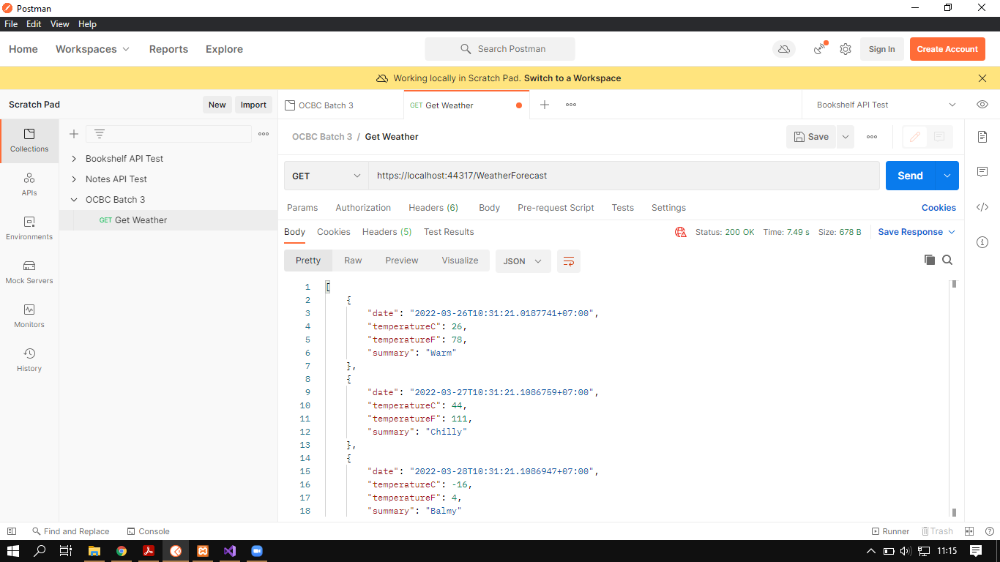 Postman
File Edit View Help
Home Workspaces Reports Explore Search Postman Sign In Create Account
Working locally in Scratch Pad. Switch to a Workspace
Scratch Pad New Import OCBC Batch 3 GET Get Weather Bookshelf API Test
OCBC Batch 3 / Get Weather Save
Collections
APIs
Environments
Mock Servers
Monitors
History
Bookshelf API Test
Notes API Test
OCBC Batch 3
GET Get Weather
GET https://localhost:44317/WeatherForecast Send
Params Authorization Headers (6) Body Pre-request Script Tests Settings Cookies
Body Cookies Headers (5) Test Results Status: 200 OK Time: 7.49 s Size: 678 B Save Response
Pretty Raw Preview Visualize JSON
1 [
2 {
3 "date": "2022-03-26T10:31:21.0187741+07:00",
4 "temperatureC": 26,
5 "temperatureF": 78,
6 "summary": "Warm"
7 },
8 {
9 "date": "2022-03-27T10:31:21.1086759+07:00",
10 "temperatureC": 44,
11 "temperatureF": 111,
12 "summary": "Chilly"
13 },
14 {
15 "date": "2022-03-28T10:31:21.1086947+07:00",
16 "temperatureC": -16,
17 "temperatureF": 4,
18 "summary": "Balmy"
Find and Replace Console Runner Trash
11:15